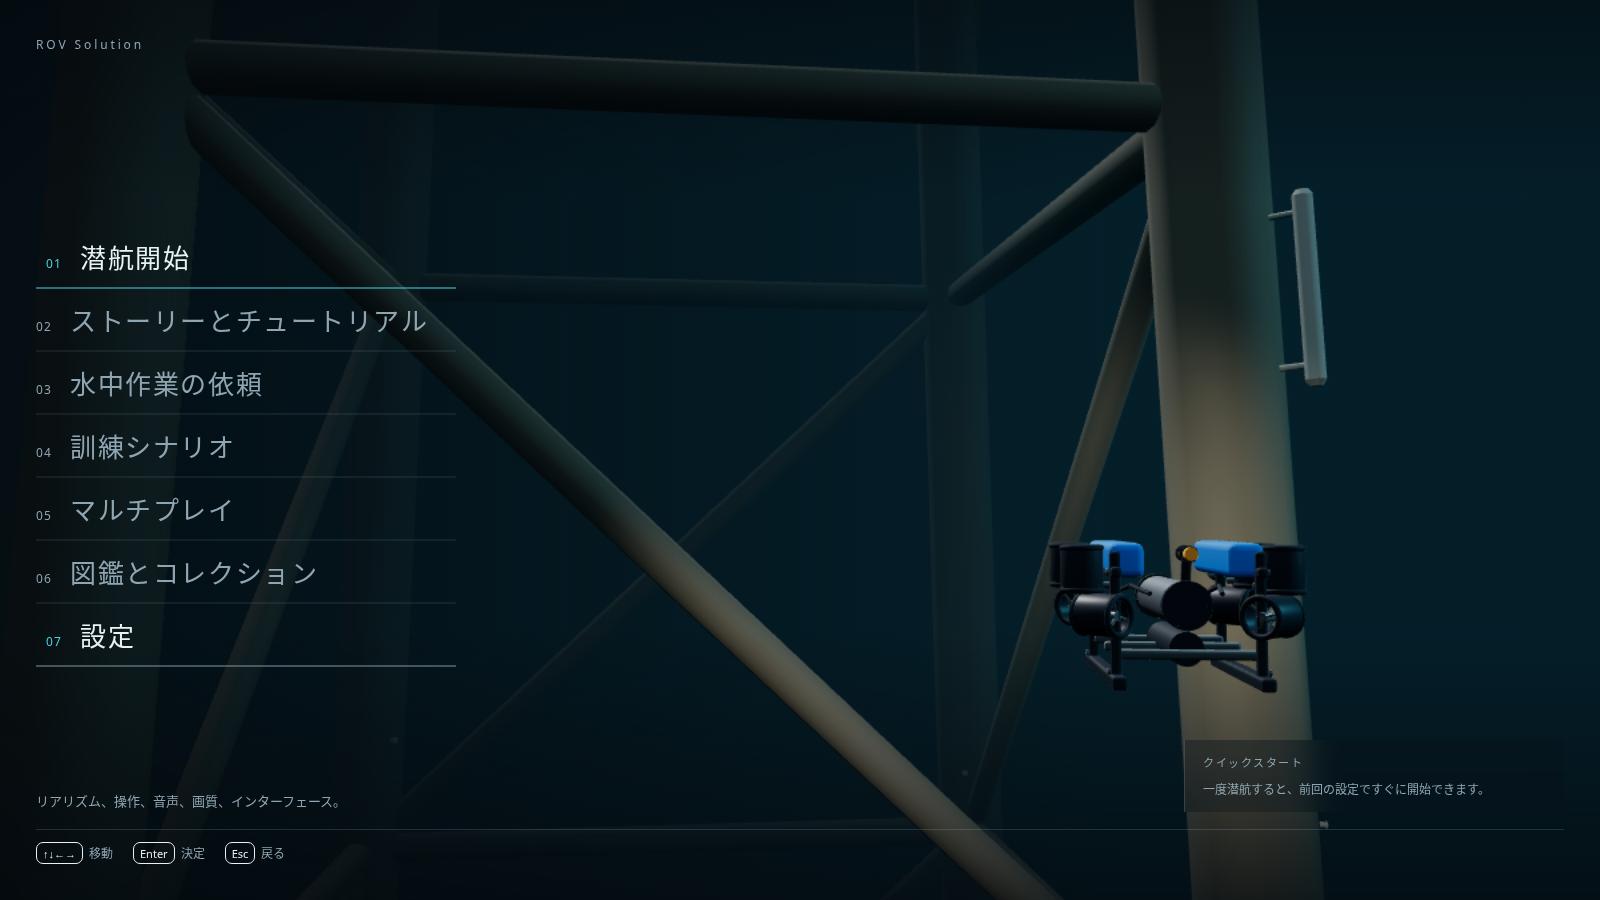 ROV Solution
01 潜航開始
02 ストーリーとチュートリアル
03 水中作業の依頼
04 訓練シナリオ
05 マルチプレイ
06 図鑑とコレクション
07 設定
クイックスタート
一度潜航すると、前回の設定ですぐに開始できます。
リアリズム、操作、音声、画質、インターフェース。
↑↓←→ 移動 Enter 決定 Esc 戻る